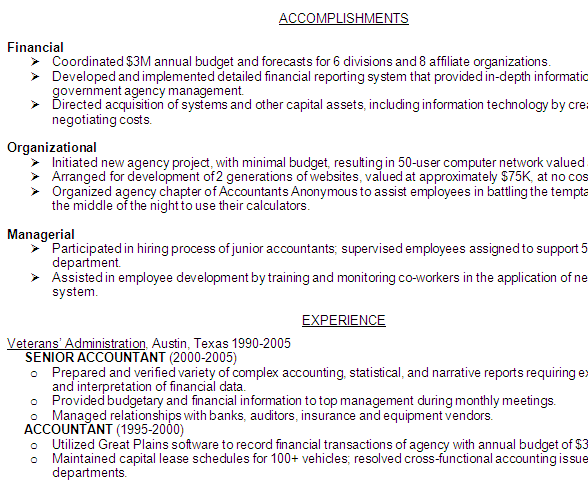 ACCOMPLISHMENTS
Financial
➢ Coordinated $3M annual budget and forecasts for 6 divisions and 8 affiliate organizations.
➢ Developed and implemented detailed financial reporting system that provided in-depth informatio
government agency management.
➢ Directed acquisition of systems and other capital assets, including information technology by crea
negotiating costs.
Organizational
➢ Initiated new agency project, with minimal budget, resulting in 50-user computer network valued
➢ Arranged for development of 2 generations of websites, valued at approximately $75K, at no cos
➢ Organized agency chapter of Accountants Anonymous to assist employees in battling the tempta
the middle of the night to use their calculators.
Managerial
➢ Participated in hiring process of junior accountants; supervised employees assigned to support 5
department.
➢ Assisted in employee development by training and monitoring co-workers in the application of ne
system.
EXPERIENCE
Veterans' Administration, Austin, Texas 1990-2005
SENIOR ACCOUNTANT (2000-2005)
o Prepared and verified variety of complex accounting, statistical, and narrative reports requiring ex
and interpretation of financial data.
o Provided budgetary and financial information to top management during monthly meetings.
o Managed relationships with banks, auditors, insurance and equipment vendors.
ACCOUNTANT (1995-2000)
o Utilized Great Plains software to record financial transactions of agency with annual budget of $3
o Maintained capital lease schedules for 100+ vehicles; resolved cross-functional accounting issue
departments.